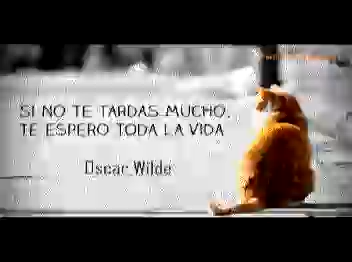 SI NO TE TARDAS MUCHO,
TE ESPERO TODA LA VIDA
Oscar Wilde